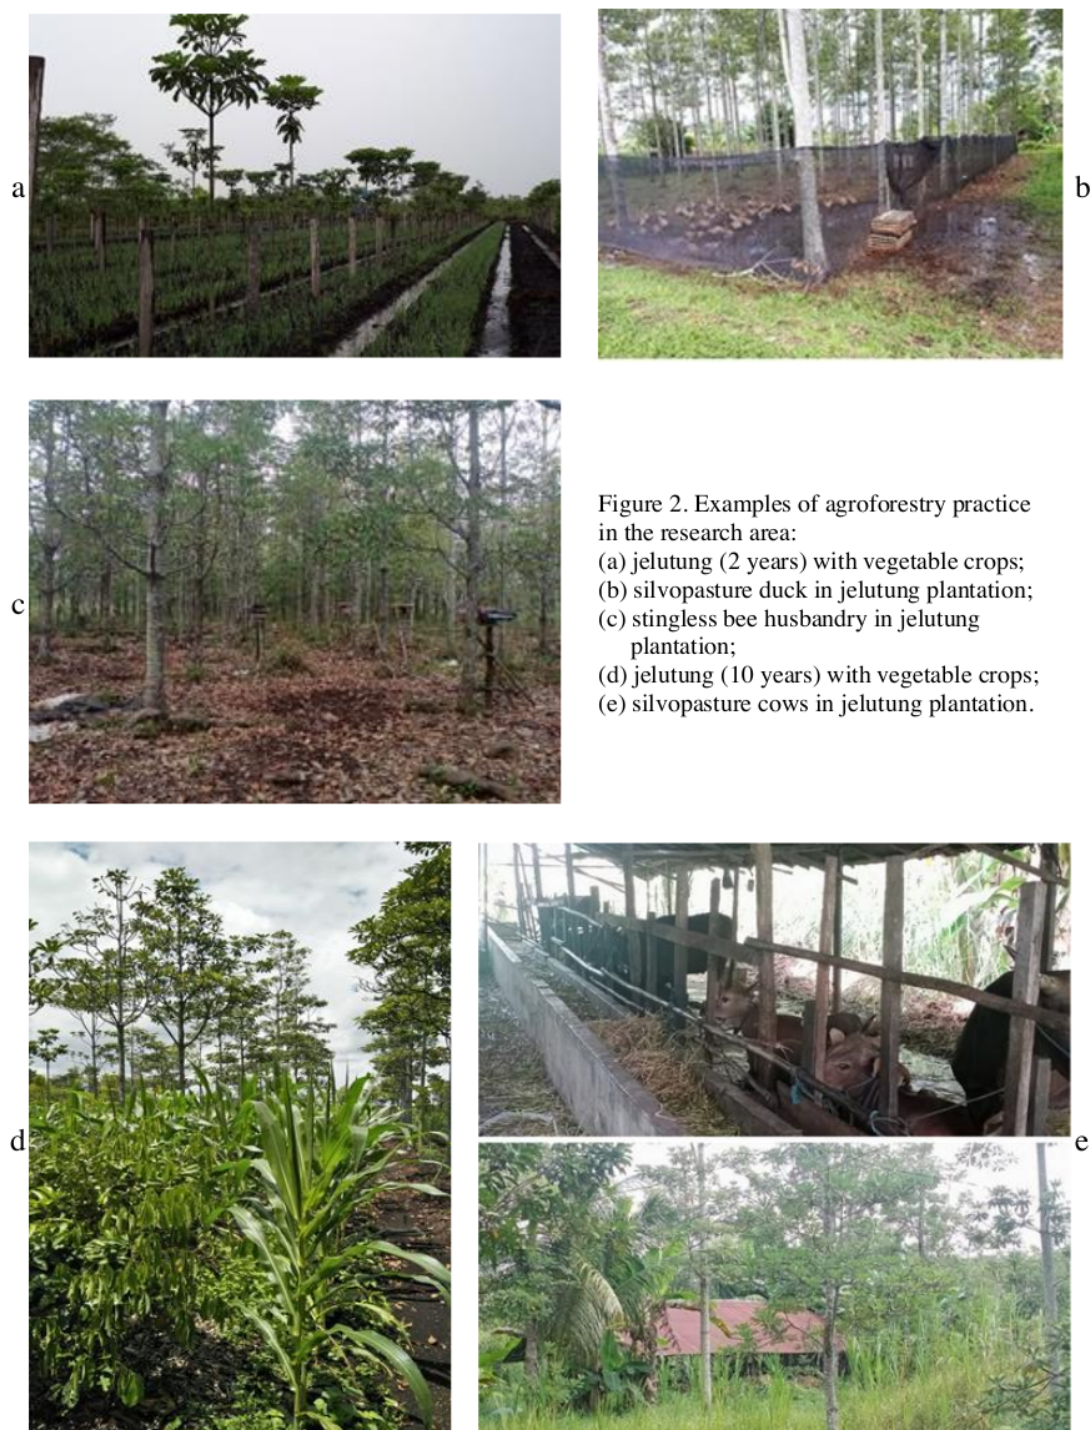 a
b
c
Figure 2. Examples of agroforestry practice
in the research area:
(a) jelutung (2 years) with vegetable crops;
(b) silvopasture duck in jelutung plantation;
(c) stingless bee husbandry in jelutung
plantation;
(d) jelutung (10 years) with vegetable crops;
(e) silvopasture cows in jelutung plantation.
d
e